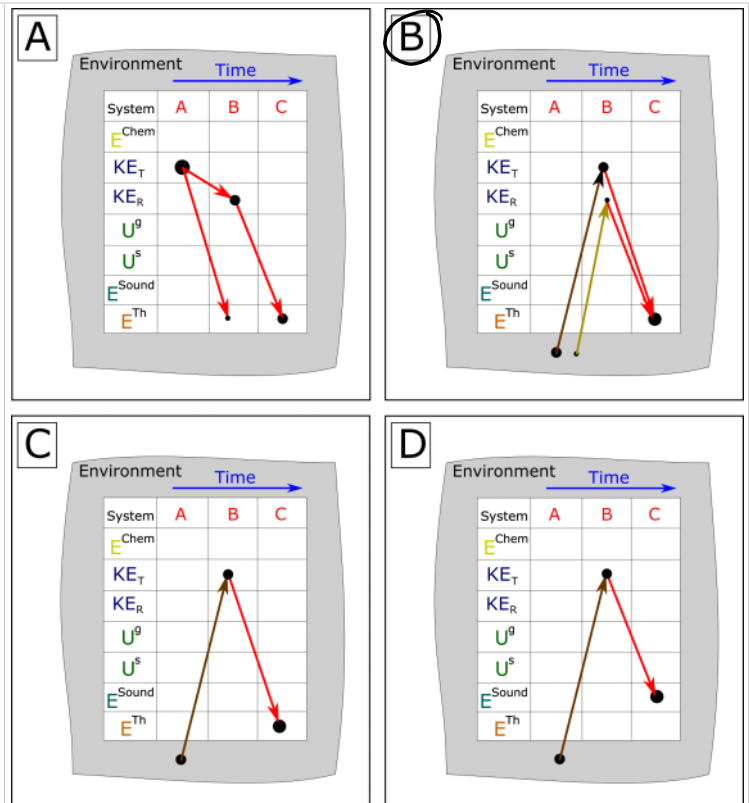 A
Environment
Time
System A B C
E^Chem
KE_T
KE_R
U^g
U^s
E^Sound
E^Th
B
Environment
Time
System A B C
E^Chem
KE_T
KE_R
U^g
U^s
E^Sound
E^Th
C
Environment
Time
System A B C
E^Chem
KE_T
KE_R
U^g
U^s
E^Sound
E^Th
D
Environment
Time
System A B C
E^Chem
KE_T
KE_R
U^g
U^s
E^Sound
E^Th